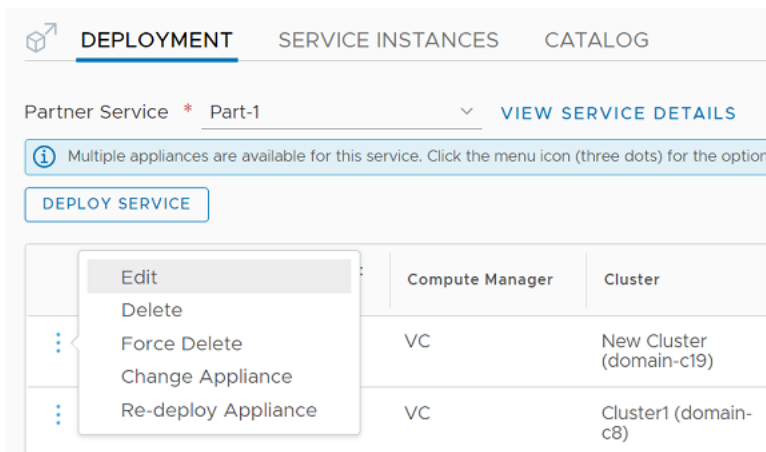 DEPLOYMENT SERVICE INSTANCES CATALOG
Partner Service * Part-1 VIEW SERVICE DETAILS
Multiple appliances are available for this service. Click the menu icon (three dots) for the option
DEPLOY SERVICE
Compute Manager Cluster
Edit
Delete
Force Delete
Change Appliance
Re-deploy Appliance
VC New Cluster
(domain-c19)
VC Cluster1 (domain-
c8)